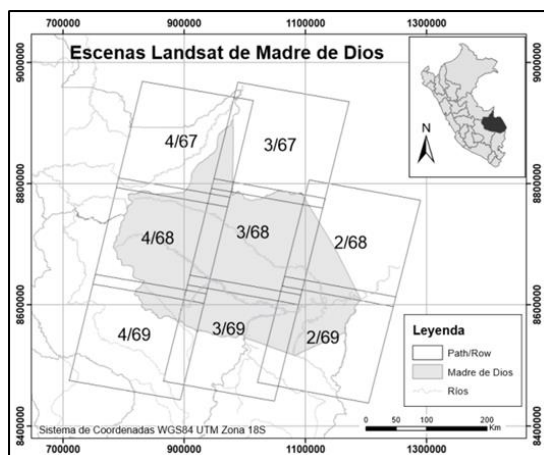 700000 900000 1100000 1300000
Escenas Landsat de Madre de Dios
9000000
9000000
N
4/67
3/67
8800000
8800000
4/68
3/68
2/68
8600000
8600000
4/69
3/69
2/69
Leyenda
Path/Row
Madre de Dios
Ríos
0 50 100 200
Km
Sistema de Coordenadas WGS84 UTM Zona 18S
8400000
8400000
700000 900000 1100000 1300000